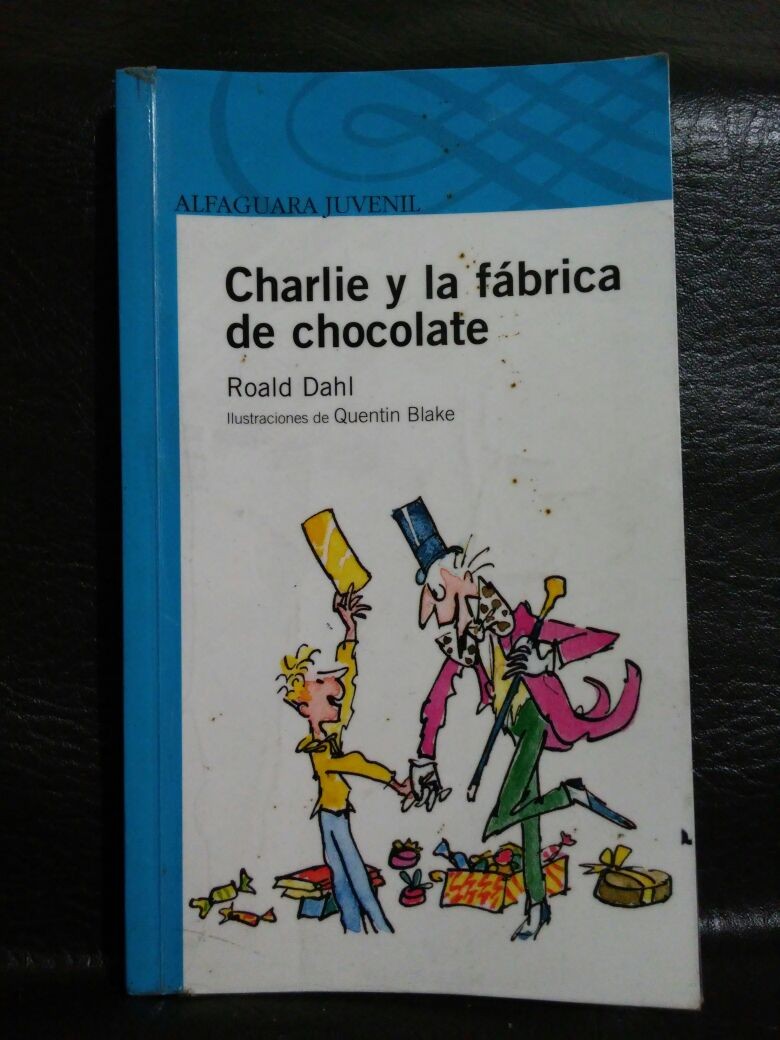 ALFAGUARA JUVENIL
Charlie y la fábrica
de chocolate
Roald Dahl
Ilustraciones de Quentin Blake